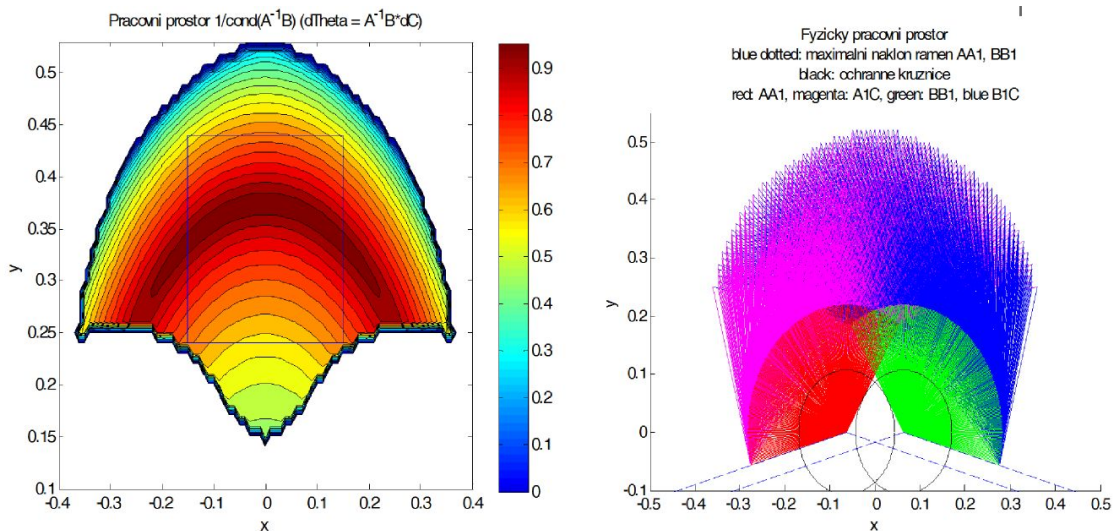 Pracovni prostor 1/cond(A⁻¹B) (dTheta = A⁻¹B*dC)
0.5
0.45
0.4
0.35
0.3
0.25
0.2
0.15
0.1
y
-0.4 -0.3 -0.2 -0.1 0 0.1 0.2 0.3 0.4
x
0.9
0.8
0.7
0.6
0.5
0.4
0.3
0.2
0.1
0
Fyzicky pracovni prostor
blue dotted: maximalni naklon ramen AA1, BB1
black: ochranne kruznice
red: AA1, magenta: A1C, green: BB1, blue B1C
0.5
0.4
0.3
0.2
0.1
0
-0.1
y
-0.5 -0.4 -0.3 -0.2 -0.1 0 0.1 0.2 0.3 0.4 0.5
x